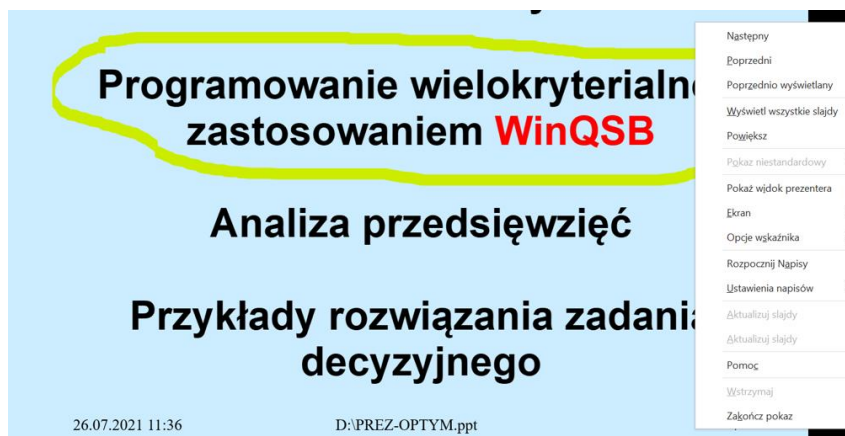 Programowanie wielokryterialn
zastosowaniem WinQSB
Analiza przedsięwzięć
Przykłady rozwiązania zadani
decyzyjnego
26.07.2021 11:36
D:\PREZ-OPTYM.ppt
Następny
Poprzedni
Poprzednio wyświetlany
Wyświetl wszystkie slajdy
Powiększ
Pokaz niestandardowy
Pokaż widok prezentera
Ekran
Opcje wskaźnika
Rozpocznij Napisy
Ustawienia napisów
Aktualizuj slajdy
Aktualizuj slajdy
Pomoc
Wstrzymaj
Zakończ pokaz